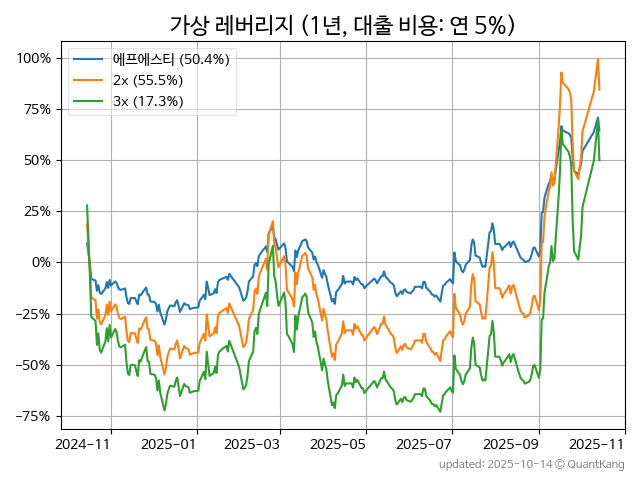 가상 레버리지 (1년, 대출 비용: 연 5%)
에프에스티 (50.4%)
2x (55.5%)
3x (17.3%)
100%
75%
50%
25%
0%
−25%
−50%
−75%
2024-11 2025-01 2025-03 2025-05 2025-07 2025-09 2025-11
updated: 2025-10-14 © QuantKang